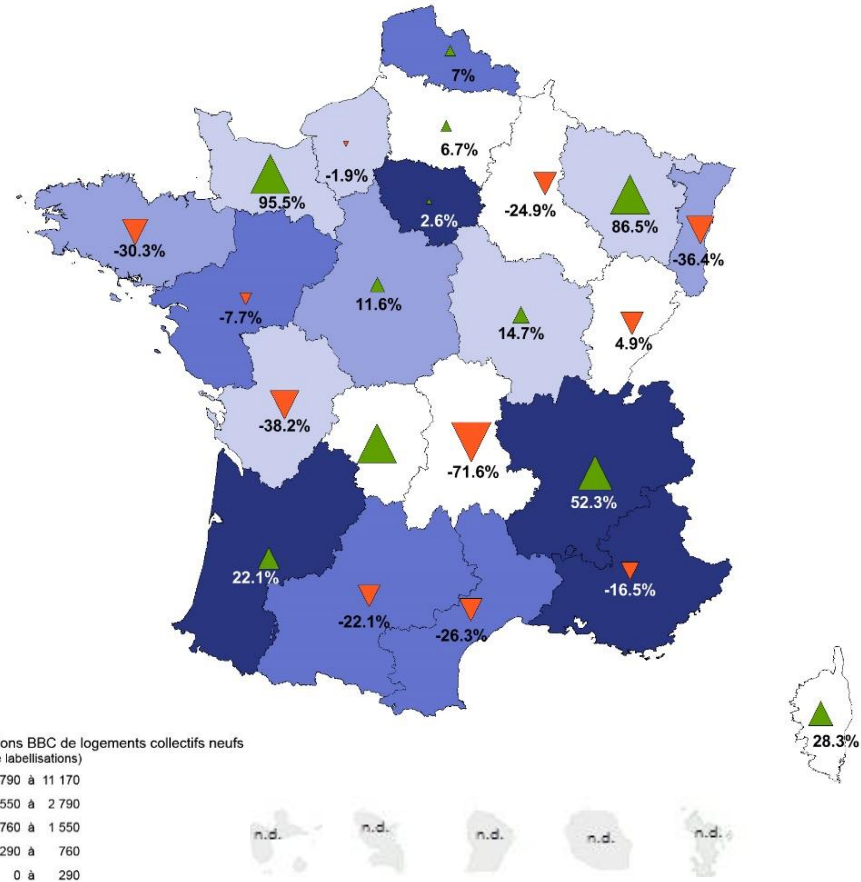 7%
6.7%
-1.9%
95.5%
2.6%
-24.9%
86.5%
-36.4%
-30.3%
-7.7%
11.6%
14.7%
4.9%
-38.2%
-71.6%
52.3%
22.1%
-16.5%
-22.1%
-26.3%
28.3%
ons BBC de logements collectifs neufs
labellisations)
790 à 11 170
550 à 2 790
760 à 1 550
290 à 760
0 à 290
n.d. n.d. n.d. n.d. n.d.